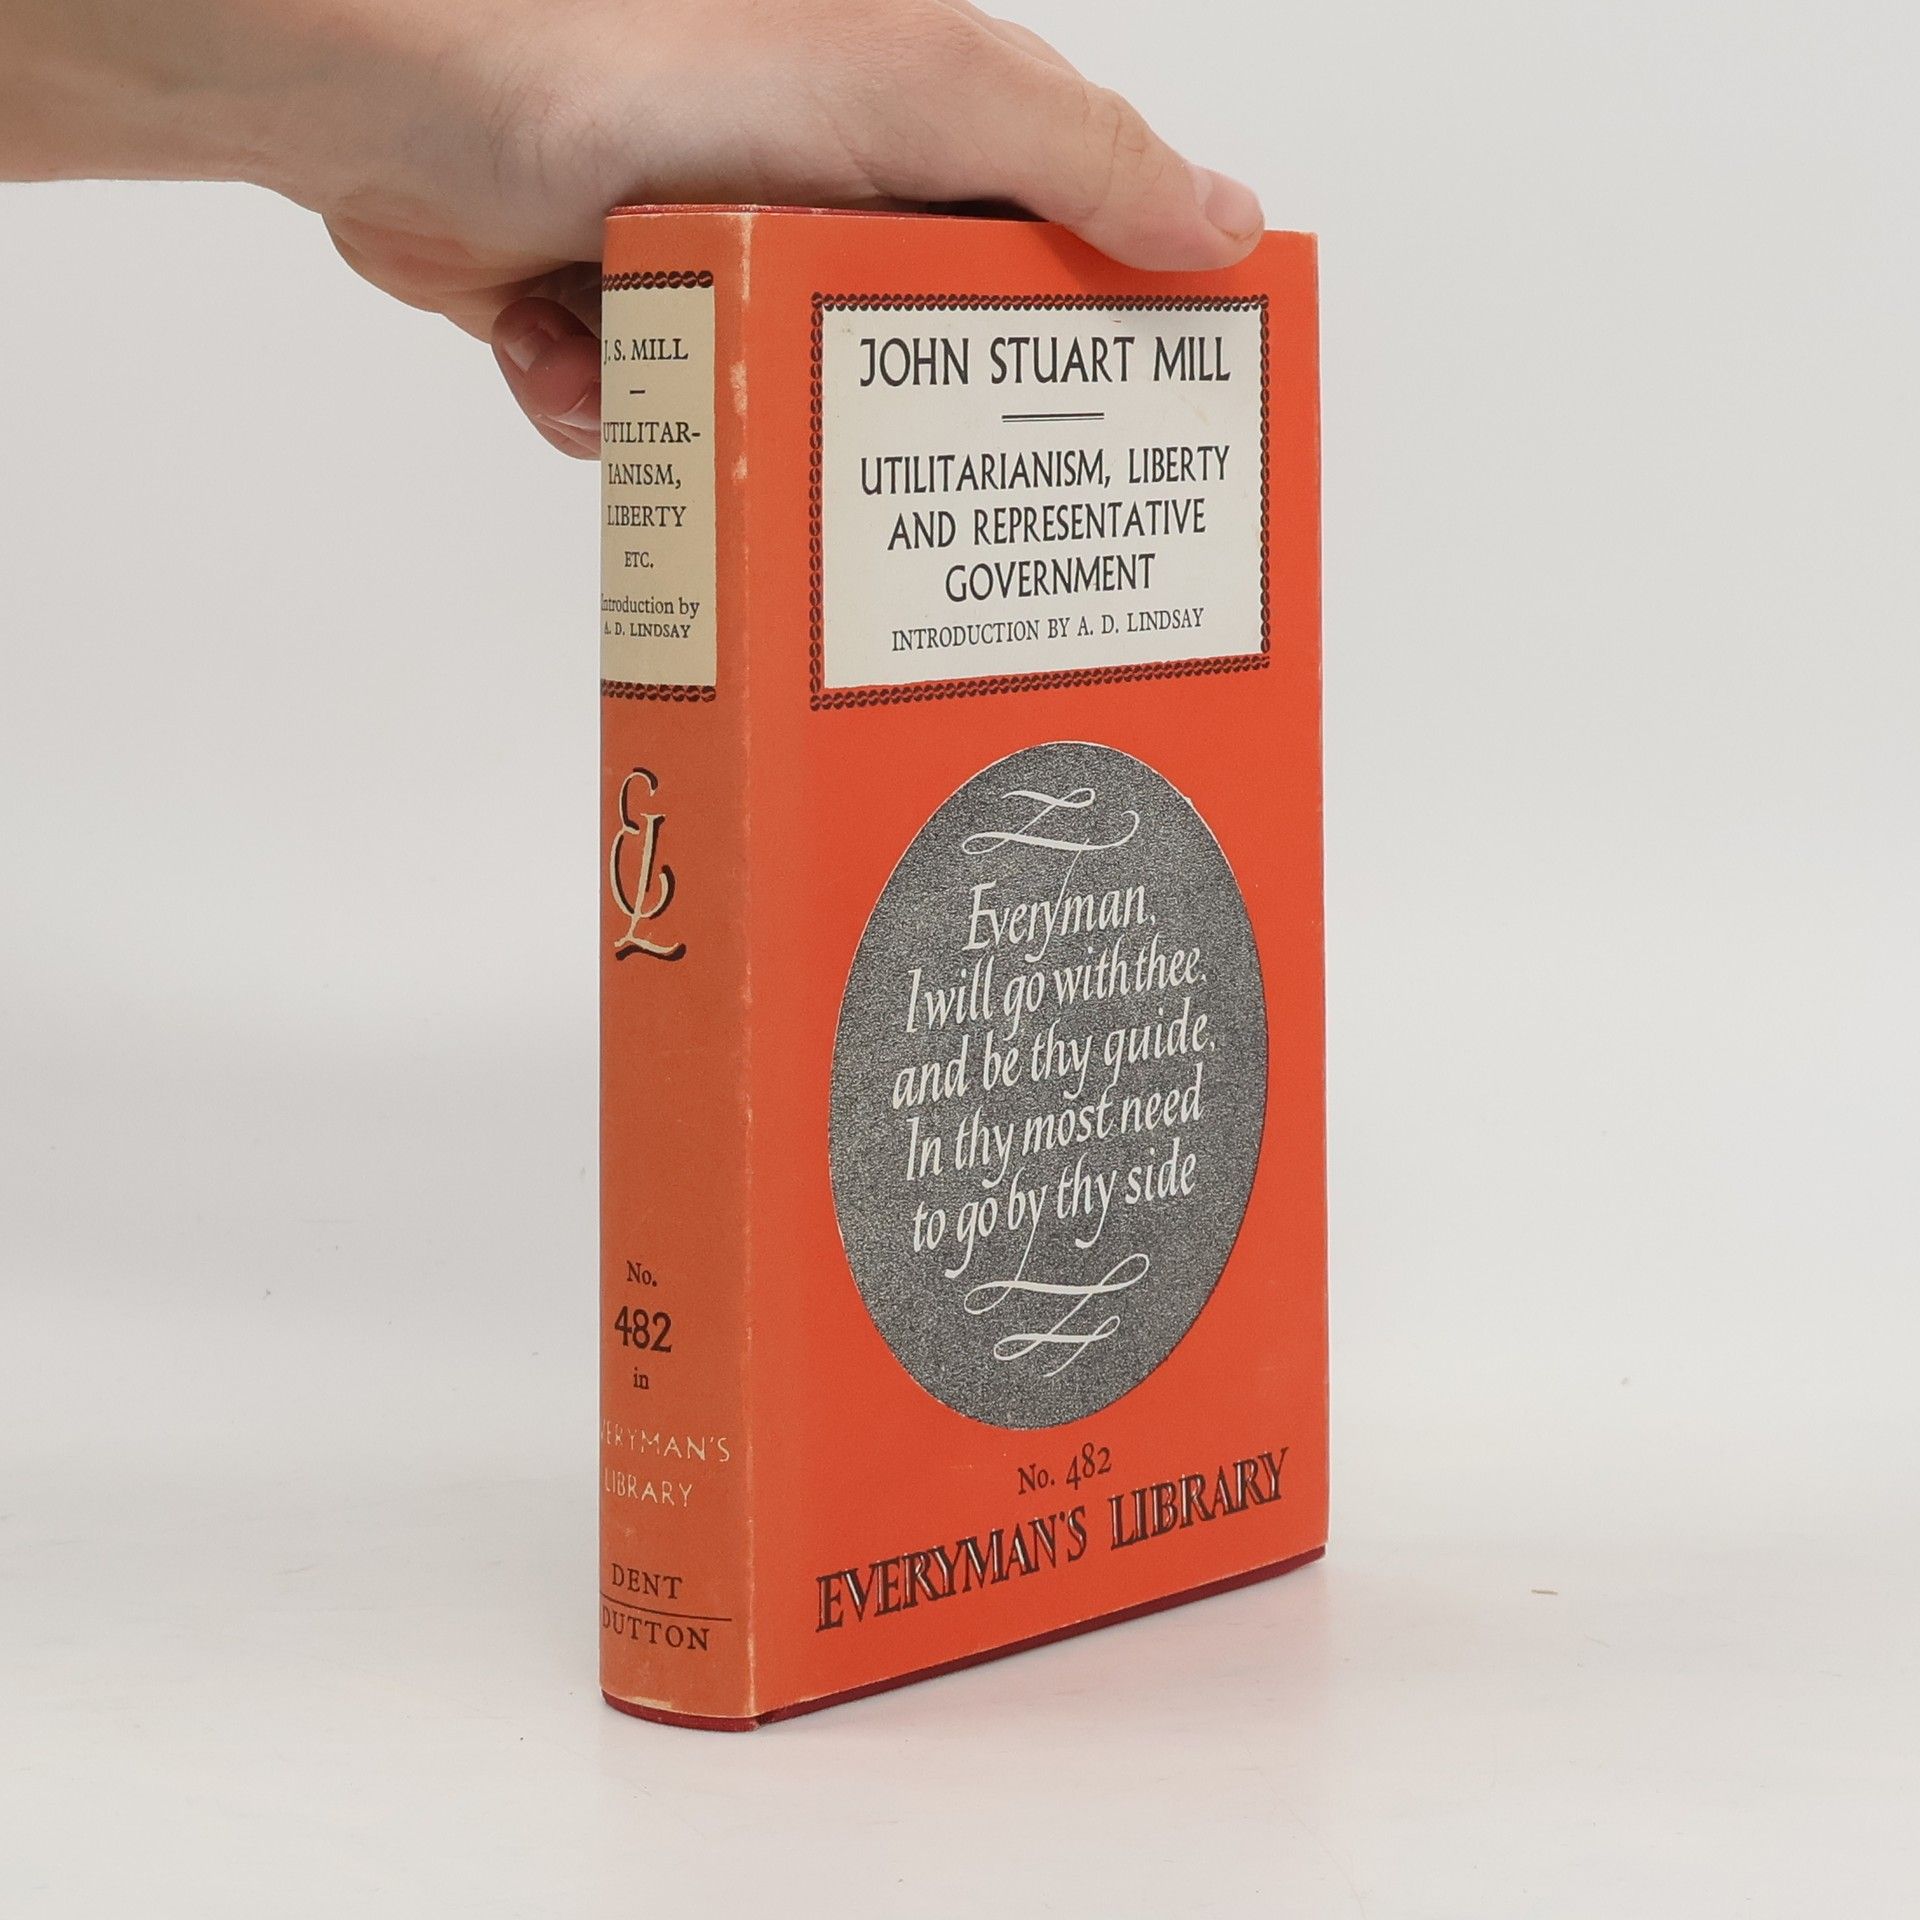 J. S. MILL
UTILITAR-
IANISM,
LIBERTY
ETC.
Introduction by
A. D. LINDSAY
EL
No.
482
in
EVERYMAN'S
LIBRARY
DENT
DUTTON
JOHN STUART MILL
UTILITARIANISM, LIBERTY
AND REPRESENTATIVE
GOVERNMENT
INTRODUCTION BY A. D. LINDSAY
Everyman,
I will go with thee,
and be thy guide,
In thy most need
to go by thy side
No. 482
EVERYMAN'S LIBRARY